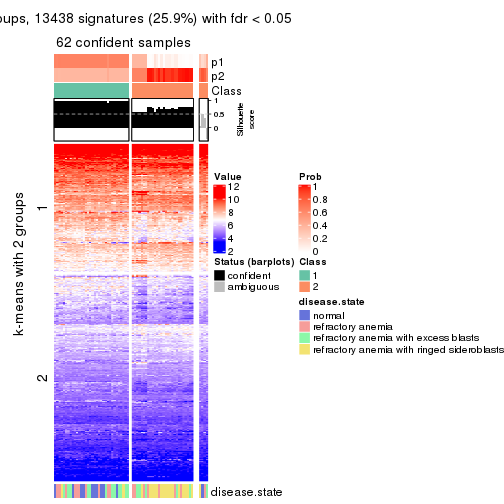 oups, 13438 signatures (25.9%) with fdr < 0.05
62 confident samples
p1
p2
Class
1
0.5
0
Silhouette
score
k-means with 2 groups
1
2
Value
12
10
8
6
4
2
Prob
1
0.8
0.6
0.4
0.2
0
Status (barplots)
confident
ambiguous
Class
1
2
disease.state
normal
refractory anemia
refractory anemia with excess blasts
refractory anemia with ringed sideroblasts
disease.state